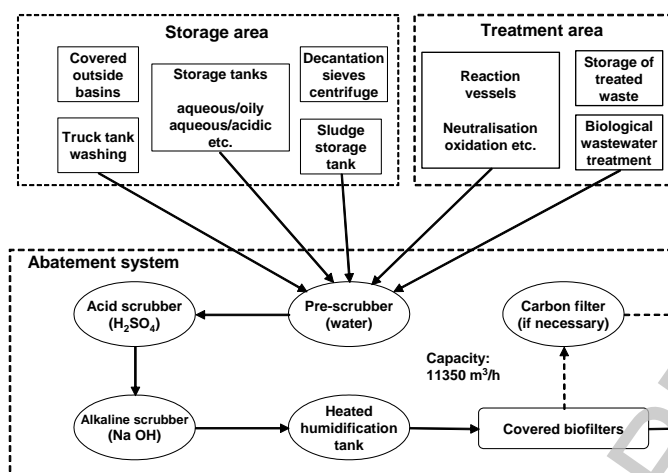 Storage area
Covered
outside
basins
Storage tanks
aqueous/oily
aqueous/acidic
etc.
Decantation
sieves
centrifuge
Truck tank
washing
Sludge
storage
tank
Treatment area
Reaction
vessels
Neutralisation
oxidation etc.
Storage of
treated
waste
Biological
wastewater
treatment
Abatement system
Acid scrubber
(H₂SO₄)
Pre-scrubber
(water)
Carbon filter
(if necessary)
Capacity:
11350 m³/h
Alkaline scrubber
(Na OH)
Heated
humidification
tank
Covered biofilters